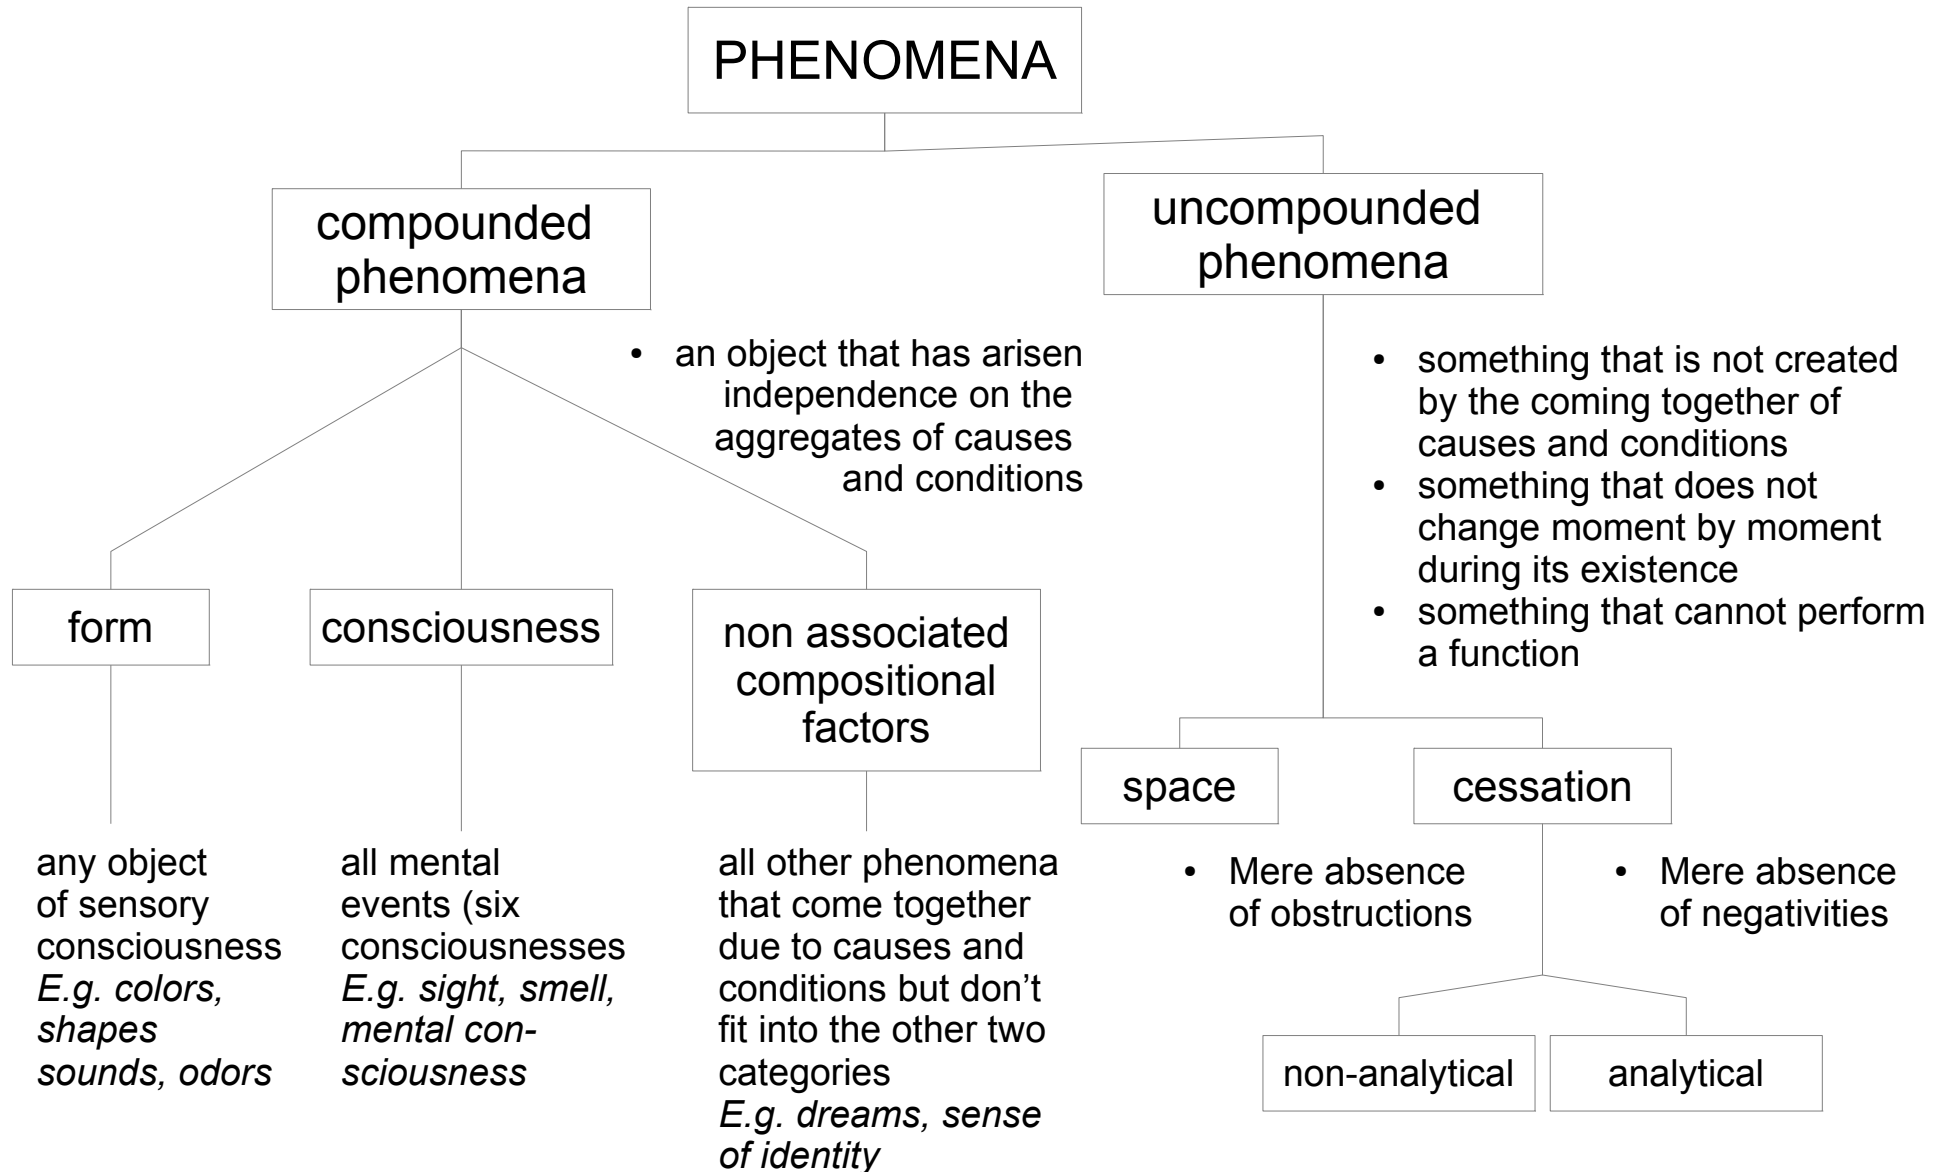 PHENOMENA
compounded
phenomena
uncompounded
phenomena
• an object that has arisen
independence on the
aggregates of causes
and conditions
• something that is not created
by the coming together of
causes and conditions
• something that does not
change moment by moment
during its existence
• something that cannot perform
a function
form
consciousness
non associated
compositional
factors
space
cessation
any object
of sensory
consciousness
E.g. colors,
shapes
sounds, odors
all mental
events (six
consciousnesses
E.g. sight, smell,
mental con-
sciousness
all other phenomena
that come together
due to causes and
conditions but don’t
fit into the other two
categories
E.g. dreams, sense
of identity
• Mere absence
of obstructions
• Mere absence
of negativities
non-analytical
analytical